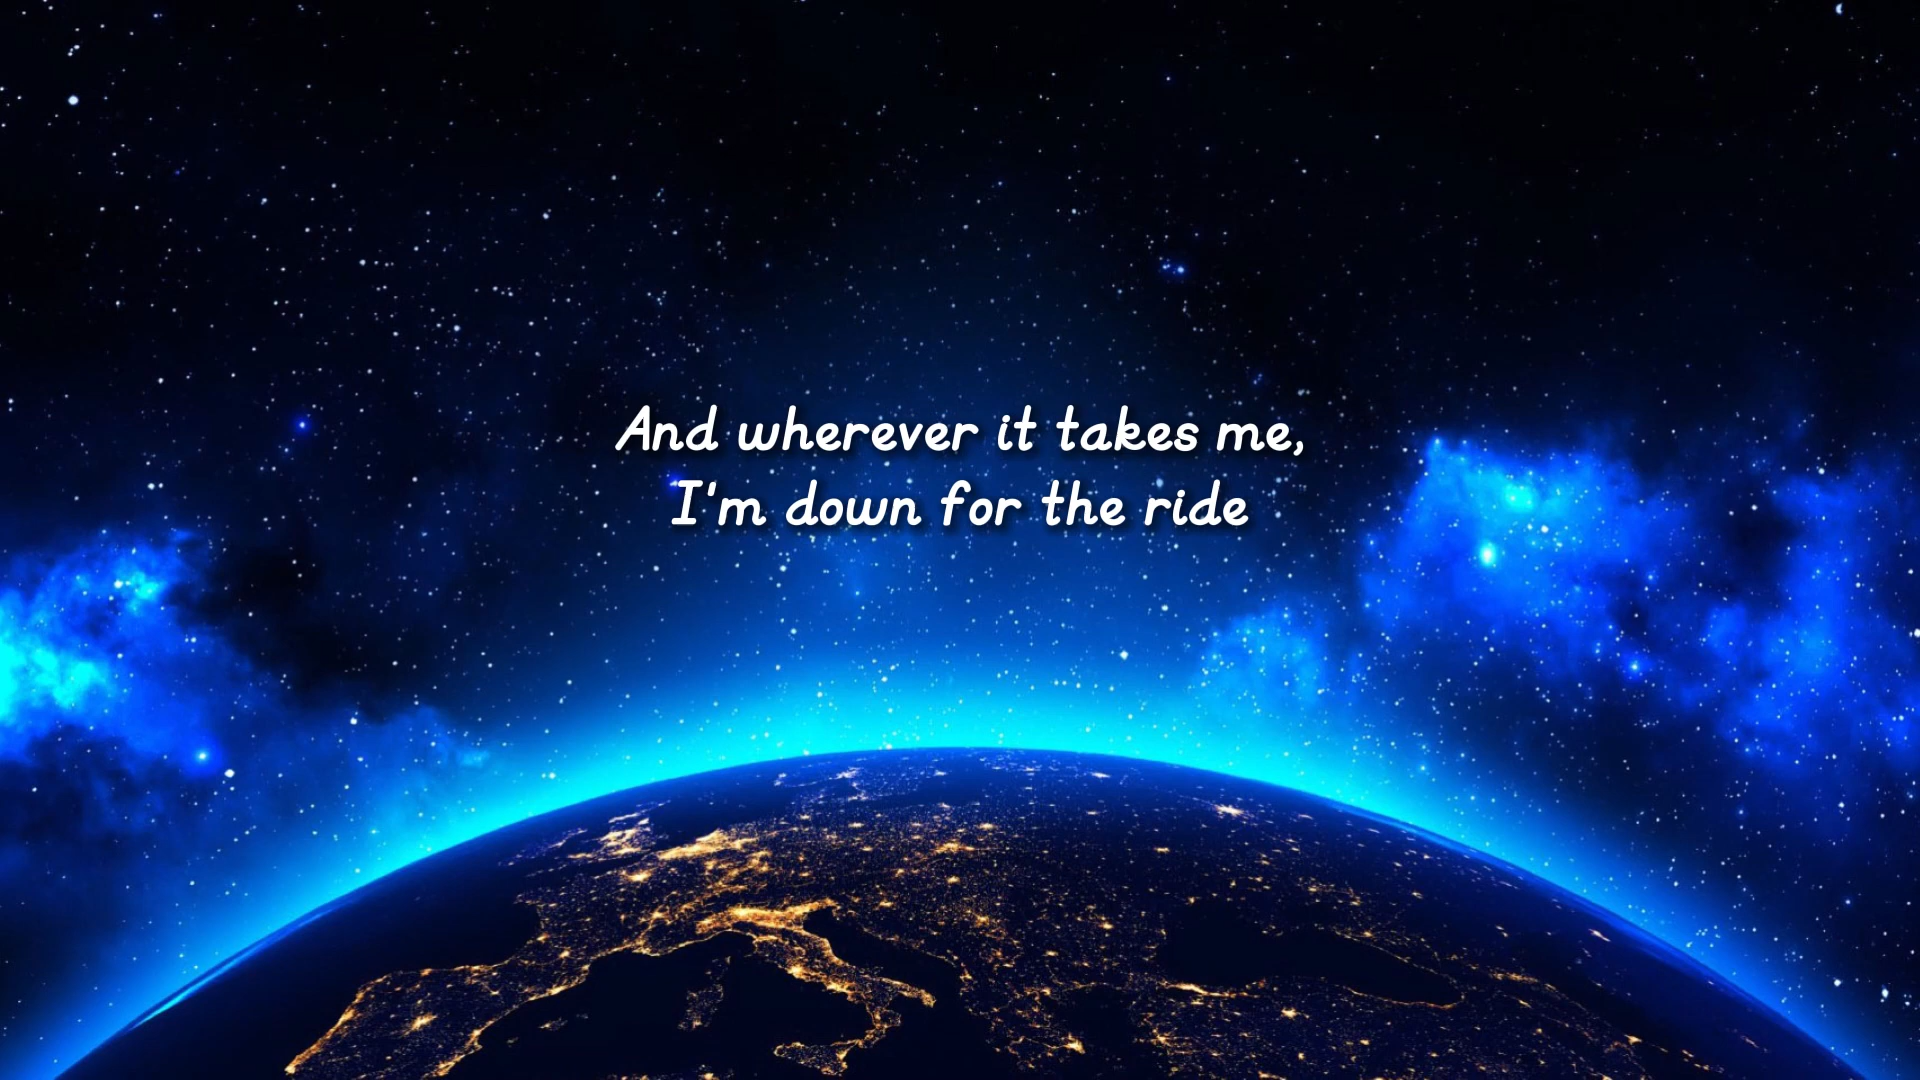 And wherever it takes me,
I'm down for the ride